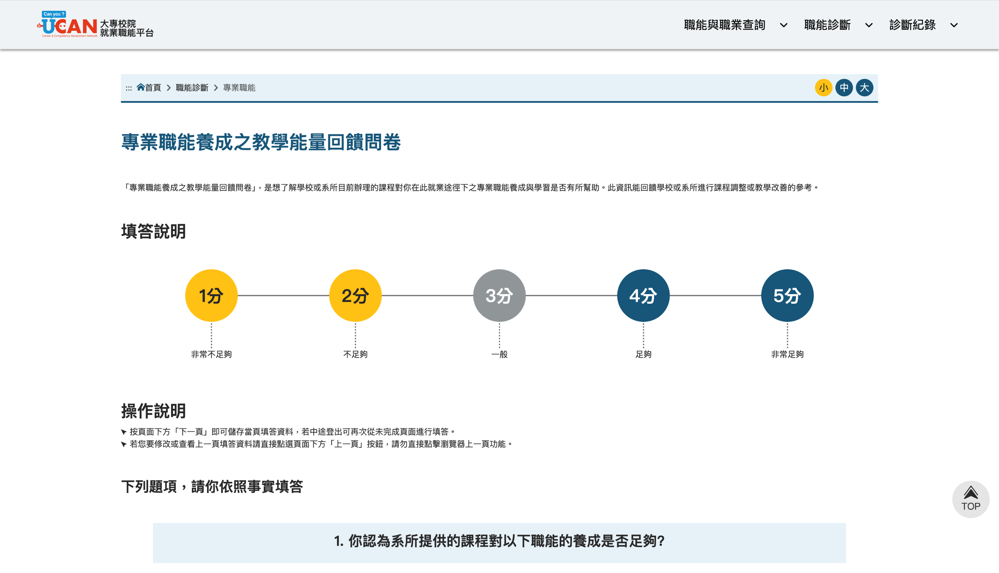 Can you ?
UCAN
Career & Competency Assessment Network
大專校院
就業職能平台
職能與職業查詢
職能診斷
診斷紀錄
::: 首頁 > 職能診斷 > 專業職能
小 中 大
專業職能養成之教學能量回饋問卷
「專業職能養成之教學能量回饋問卷」，是想了解學校或系所目前辦理的課程對你在此就業途徑下之專業職能養成與學習是否有所幫助。此資訊能回饋學校或系所進行課程調整或教學改善的參考。
填答說明
1分 2分 3分 4分 5分
非常不足夠 不足夠 一般 足夠 非常足夠
操作說明
按頁面下方「下一頁」即可儲存當頁填答資料，若中途登出可再次從未完成頁面進行填答。
若您要修改或查看上一頁填答資料請直接點選頁面下方「上一頁」按鈕，請勿直接點擊瀏覽器上一頁功能。
下列題項，請你依照事實填答
TOP
1. 你認為系所提供的課程對以下職能的養成是否足夠?